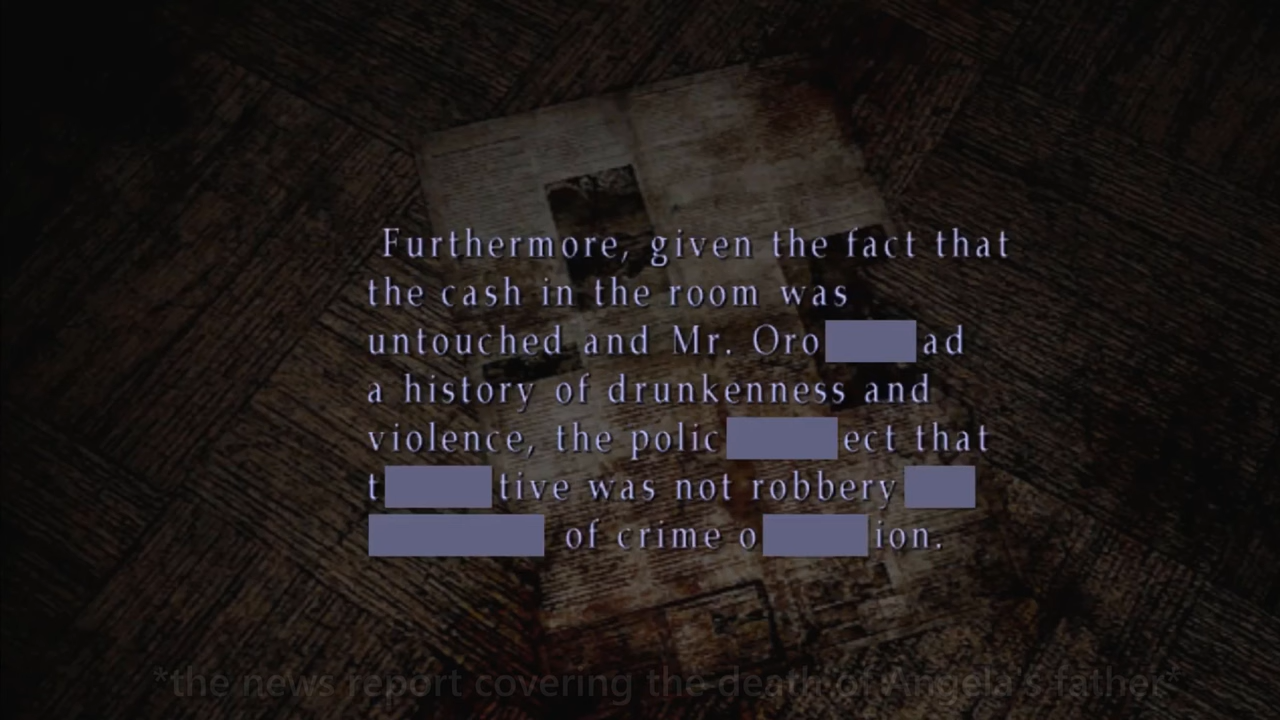 Furthermore, given the fact that
the cash in the room was
untouched and Mr. Oro ad
a history of drunkenness and
violence, the polic ect that
t tive was not robbery
of crime o ion.
*the news report covering the death of Angela's father*